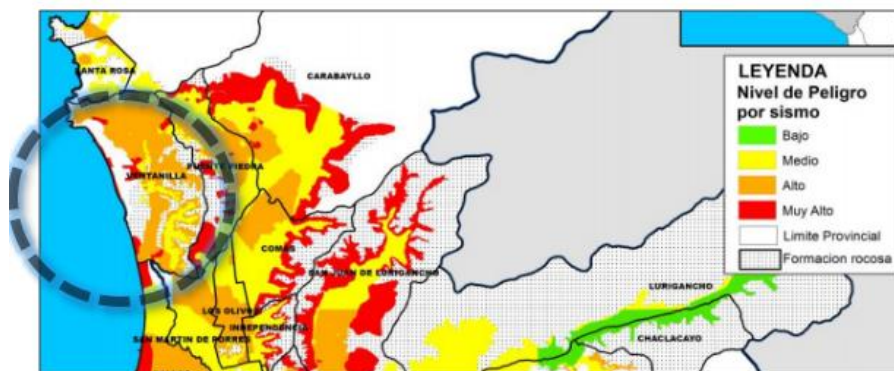 SANTA ROSA
CARABAYLLO
PUENTE PIEDRA
VENTANILLA
COMAS
SAN JUAN DE LURIGANCHO
LURIGANCHO
LOS OLIVOS
INDEPENDENCIA
SAN MARTIN DE PORRES
CHACLACAYO
LEYENDA
Nivel de Peligro
por sismo
Bajo
Medio
Alto
Muy Alto
Limite Provincial
Formacion rocosa